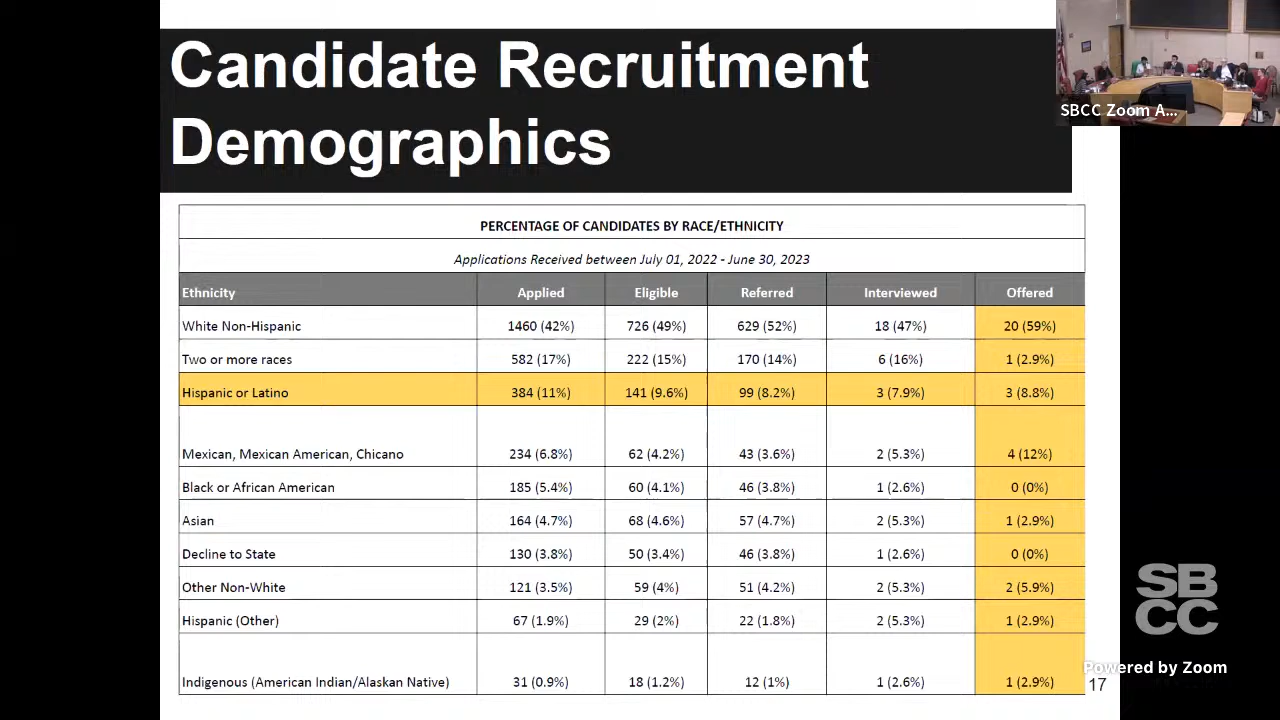 Candidate Recruitment
Demographics
SBCC Zoom A...
PERCENTAGE OF CANDIDATES BY RACE/ETHNICITY
Applications Received between July 01, 2022 - June 30, 2023
Ethnicity Applied Eligible Referred Interviewed Offered
White Non-Hispanic 1460 (42%) 726 (49%) 629 (52%) 18 (47%) 20 (59%)
Two or more races 582 (17%) 222 (15%) 170 (14%) 6 (16%) 1 (2.9%)
Hispanic or Latino 384 (11%) 141 (9.6%) 99 (8.2%) 3 (7.9%) 3 (8.8%)
Mexican, Mexican American, Chicano 234 (6.8%) 62 (4.2%) 43 (3.6%) 2 (5.3%) 4 (12%)
Black or African American 185 (5.4%) 60 (4.1%) 46 (3.8%) 1 (2.6%) 0 (0%)
Asian 164 (4.7%) 68 (4.6%) 57 (4.7%) 2 (5.3%) 1 (2.9%)
Decline to State 130 (3.8%) 50 (3.4%) 46 (3.8%) 1 (2.6%) 0 (0%)
Other Non-White 121 (3.5%) 59 (4%) 51 (4.2%) 2 (5.3%) 2 (5.9%)
Hispanic (Other) 67 (1.9%) 29 (2%) 22 (1.8%) 2 (5.3%) 1 (2.9%)
Indigenous (American Indian/Alaskan Native) 31 (0.9%) 18 (1.2%) 12 (1%) 1 (2.6%) 1 (2.9%)
SB
CC
Powered by Zoom
17